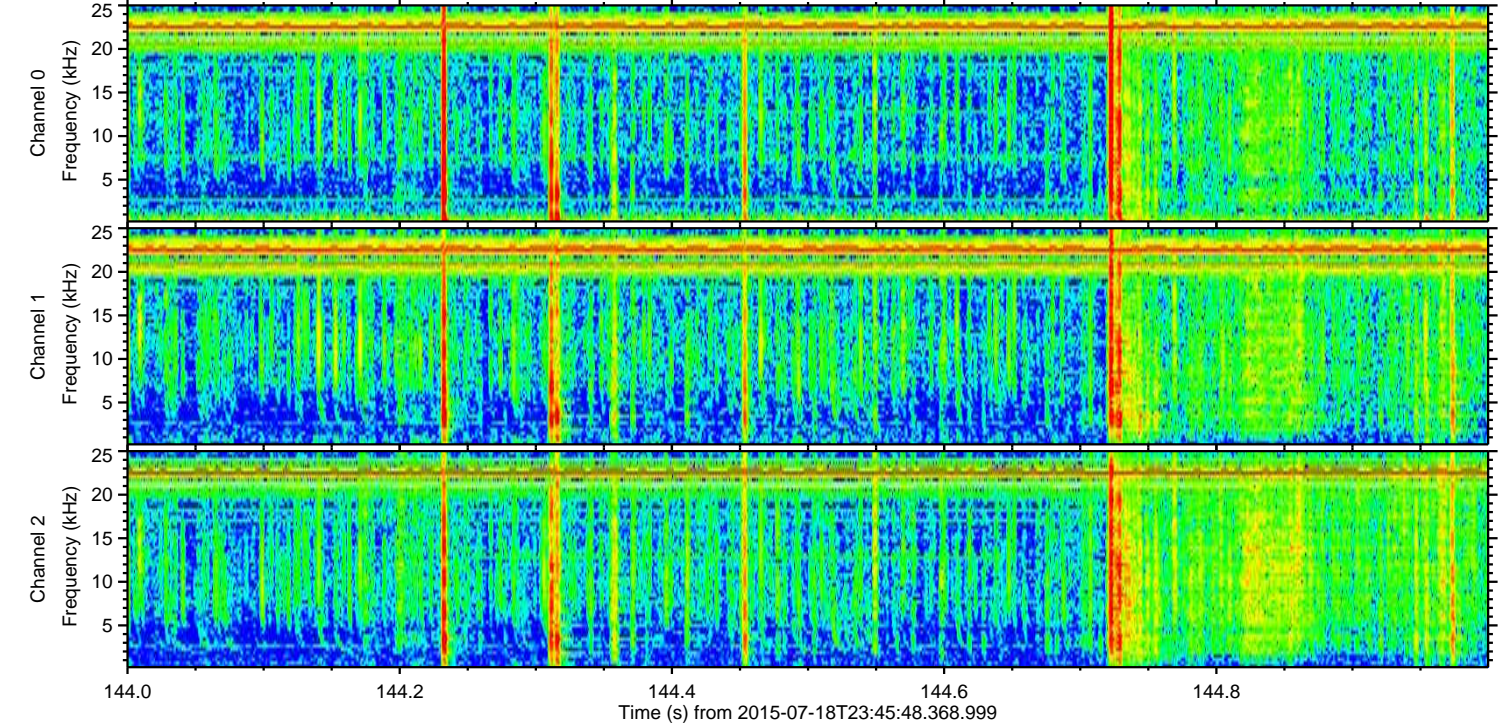 Channel 0
Frequency (kHz)
25
20
15
10
5
Channel 1
Frequency (kHz)
25
20
15
10
5
Channel 2
Frequency (kHz)
25
20
15
10
5
144.0 144.2 144.4 144.6 144.8
Time (s) from 2015-07-18T23:45:48.368.999